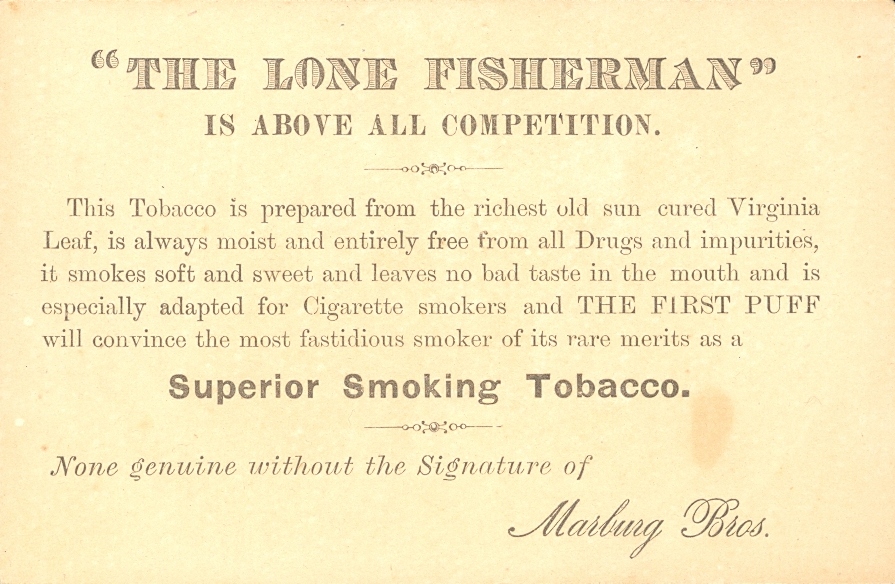 “THE LONE FISHERMAN”
IS ABOVE ALL COMPETITION.
This Tobacco is prepared from the richest old sun cured Virginia
Leaf, is always moist and entirely free from all Drugs and impurities,
it smokes soft and sweet and leaves no bad taste in the mouth and is
especially adapted for Cigarette smokers and THE FIRST PUFF
will convince the most fastidious smoker of its rare merits as a
Superior Smoking Tobacco.
None genuine without the Signature of
Marburg Bros.